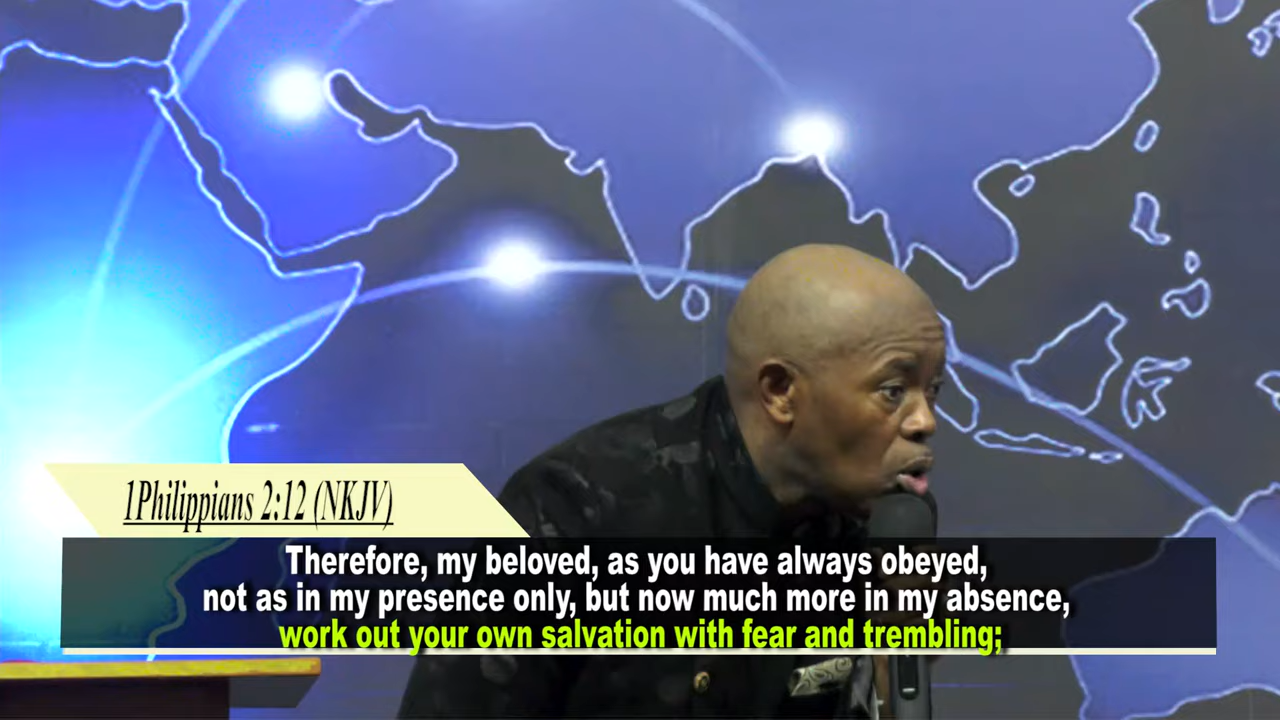 1Philippians 2:12 (NKJV)
Therefore, my beloved, as you have always obeyed,
not as in my presence only, but now much more in my absence,
work out your own salvation with fear and trembling;